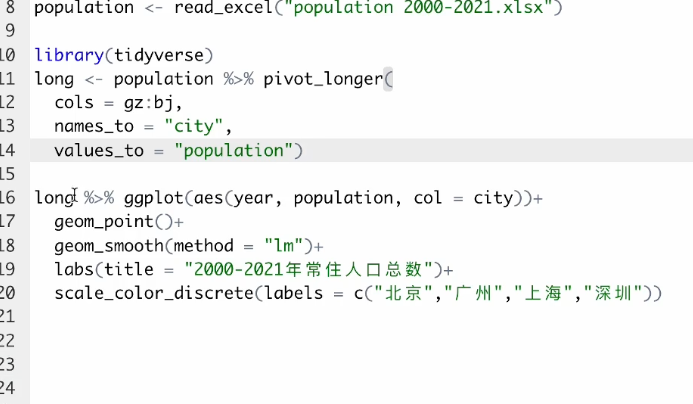 8 population <- read_excel("population 2000-2021.xlsx")
9
10 library(tidyverse)
11 long <- population %>% pivot_longer(
12 cols = gz:bj,
13 names_to = "city",
14 values_to = "population")
15
16 long %>% ggplot(aes(year, population, col = city))+
17 geom_point()+
18 geom_smooth(method = "lm")+
19 labs(title = "2000-2021年常住人口总数")+
20 scale_color_discrete(labels = c("北京","广州","上海","深圳"))
21
22
23
24